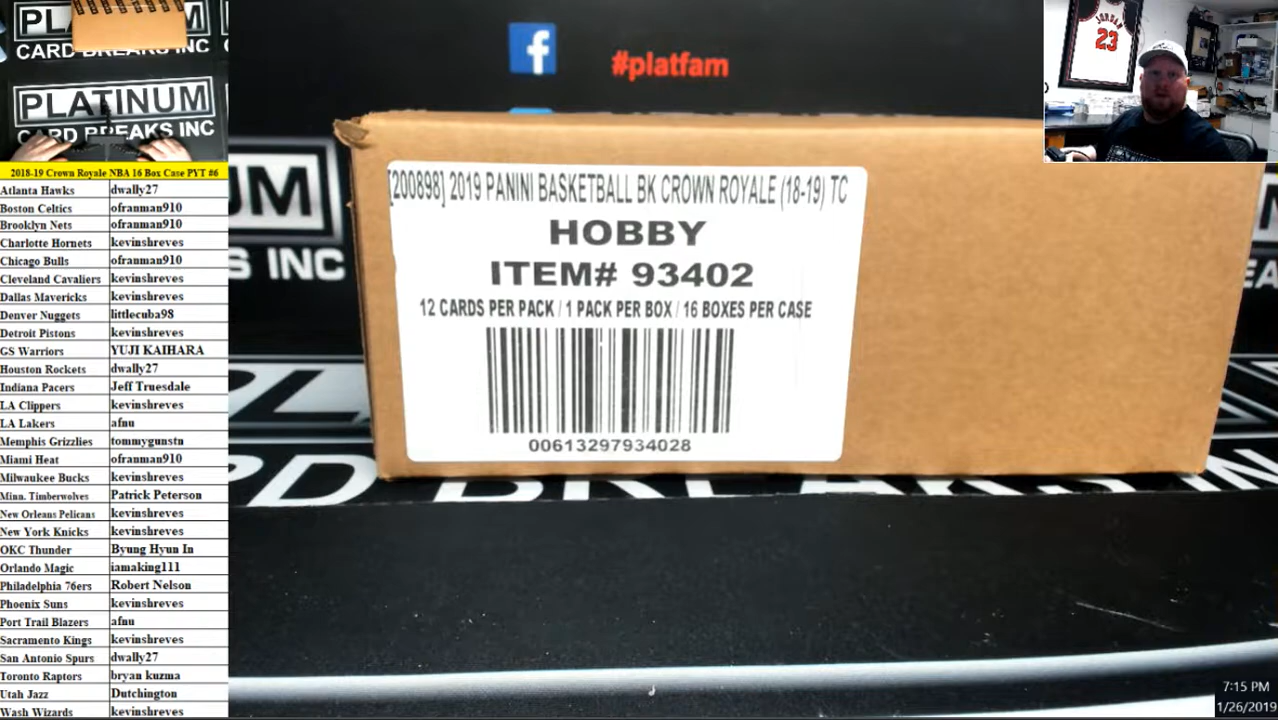 PL
CARD BREAKS INC
PLATINUM
CARD BREAKS INC
2018-19 Crown Royale NBA 16 Box Case PYT #6
Atlanta Hawks dwally27
Boston Celtics ofranman910
Brooklyn Nets ofranman910
Charlotte Hornets kevinshreves
Chicago Bulls ofranman910
Cleveland Cavaliers kevinshreves
Dallas Mavericks kevinshreves
Denver Nuggets littlecuba98
Detroit Pistons kevinshreves
GS Warriors YUJI KAIHARA
Houston Rockets dwally27
Indiana Pacers Jeff Truesdale
LA Clippers kevinshreves
LA Lakers afnu
Memphis Grizzlies tommygunstn
Miami Heat ofranman910
Milwaukee Bucks kevinshreves
Minn. Timberwolves Patrick Peterson
New Orleans Pelicans kevinshreves
New York Knicks kevinshreves
OKC Thunder Byung Hyun In
Orlando Magic iamaking111
Philadelphia 76ers Robert Nelson
Phoenix Suns kevinshreves
Port Trail Blazers afnu
Sacramento Kings kevinshreves
San Antonio Spurs dwally27
Toronto Raptors bryan kuzma
Utah Jazz Dutchington
Wash Wizards kevinshreves
f
#platfam
JORDAN
23
[200898] 2019 PANINI BASKETBALL BK CROWN ROYALE (18-19) TC
HOBBY
ITEM# 93402
12 CARDS PER PACK / 1 PACK PER BOX / 16 BOXES PER CASE
00613297934028
UM
S INC
PL
RD BREAKS IN
7:15 PM
1/26/2019